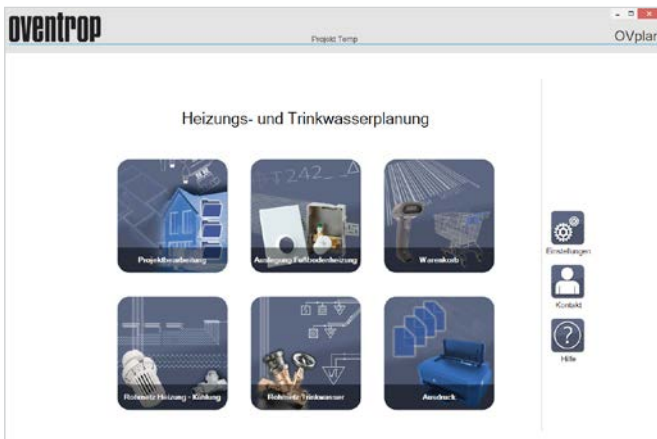 oventrop
Projekt Temp
OVplan
Heizungs- und Trinkwasserplanung
Projektbearbeitung
Auslegung Fußbodenheizung
Warenkorb
Einstellungen
Kontakt
Hilfe
Rohrnetz Heizung - Kühlung
Rohrnetz Trinkwasser
Ausdruck